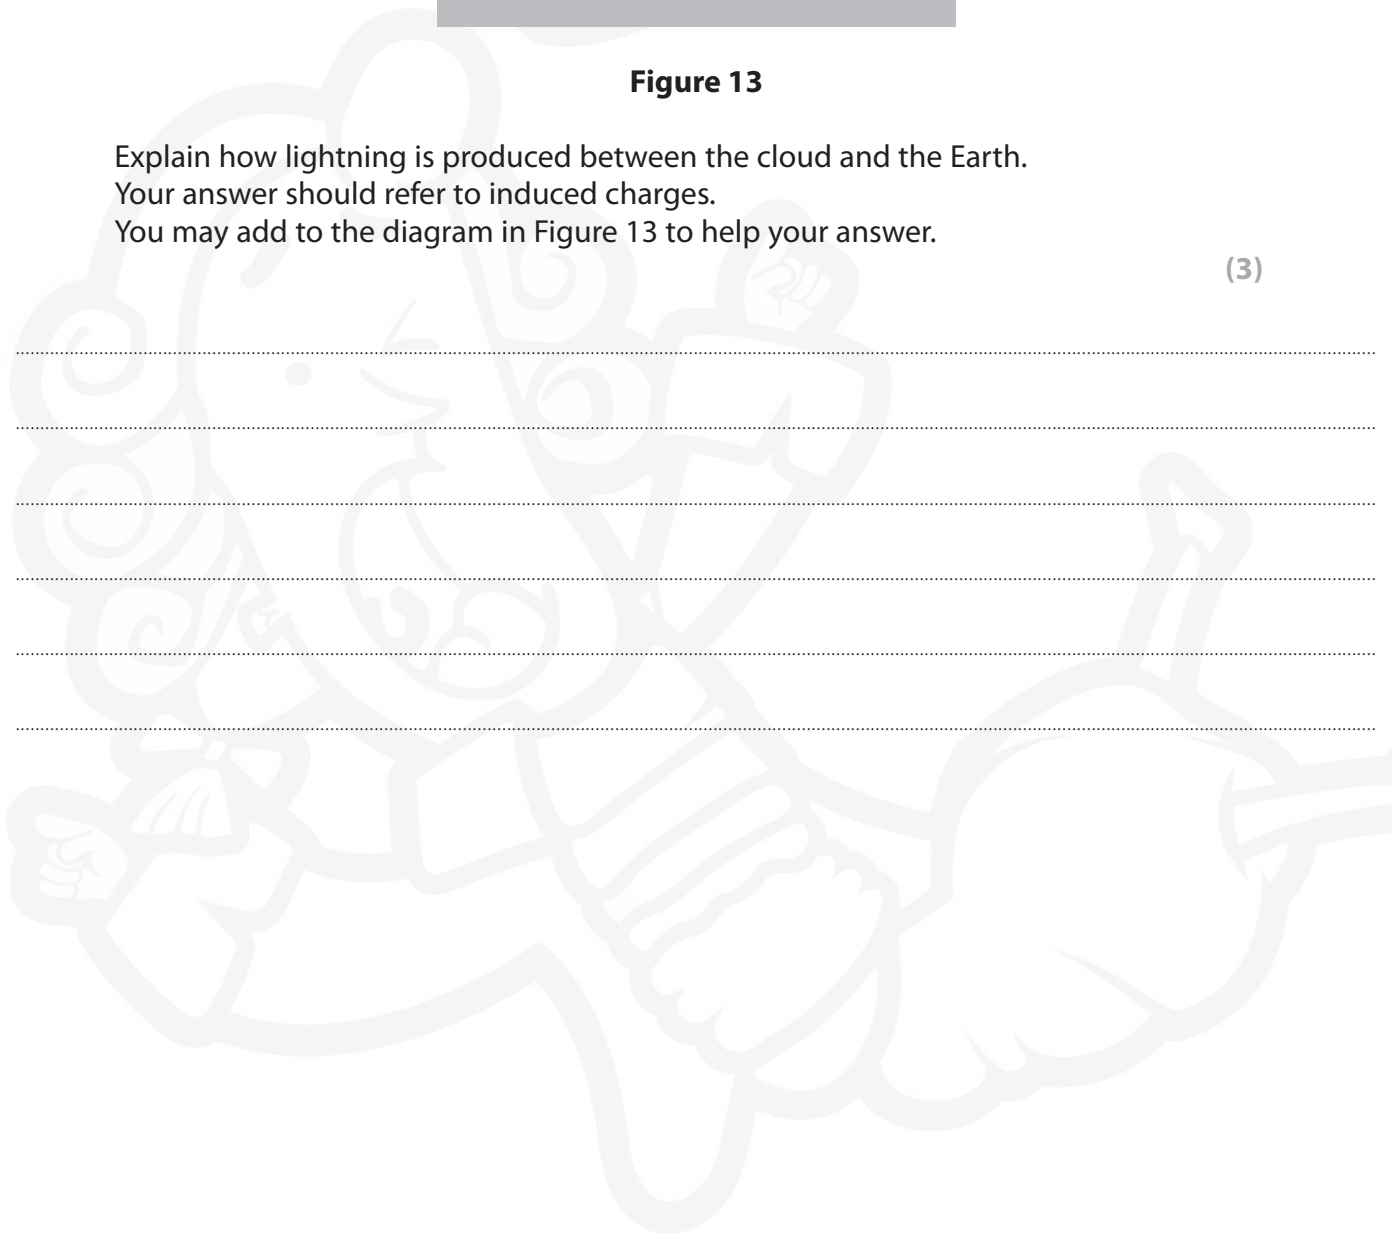 Figure 13
Explain how lightning is produced between the cloud and the Earth.
Your answer should refer to induced charges.
You may add to the diagram in Figure 13 to help your answer.
(3)